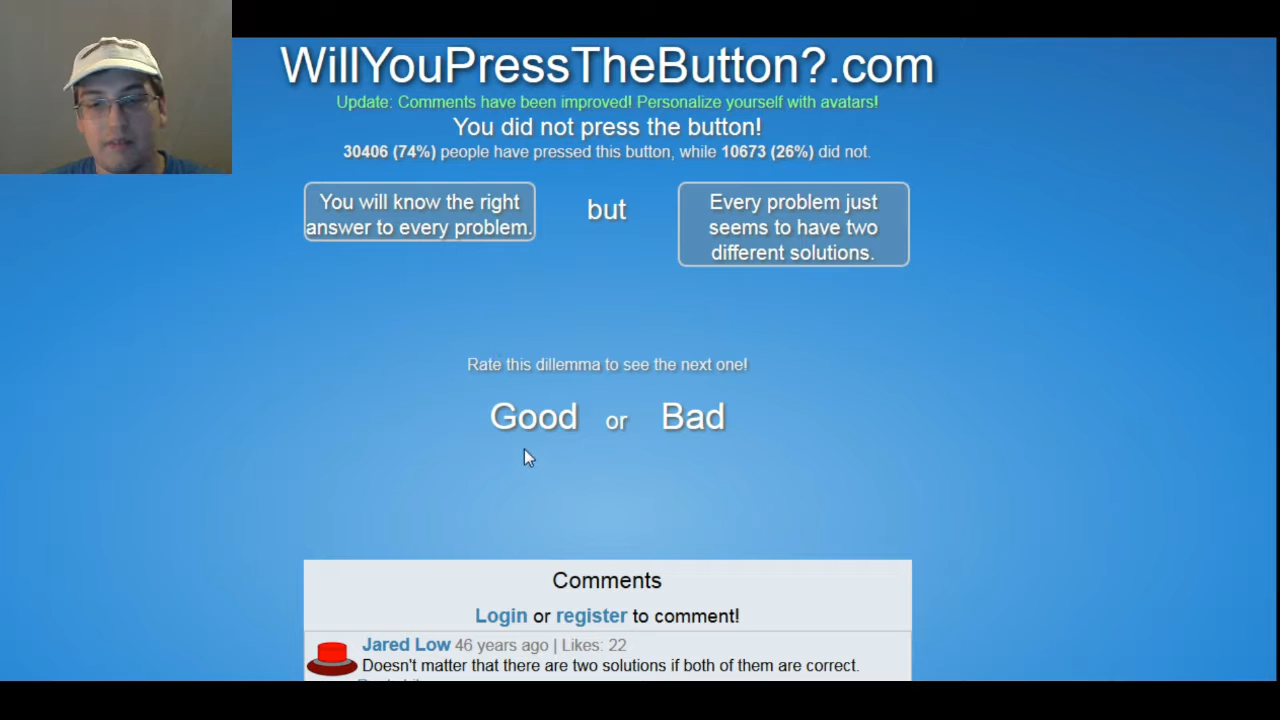 WillYouPressTheButton?.com
Update: Comments have been improved! Personalize yourself with avatars!
You did not press the button!
30406 (74%) people have pressed this button, while 10673 (26%) did not.
You will know the right
answer to every problem.
but
Every problem just
seems to have two
different solutions.
Rate this dillemma to see the next one!
Good or Bad
Comments
Login or register to comment!
Jared Low 46 years ago | Likes: 22
Doesn't matter that there are two solutions if both of them are correct.